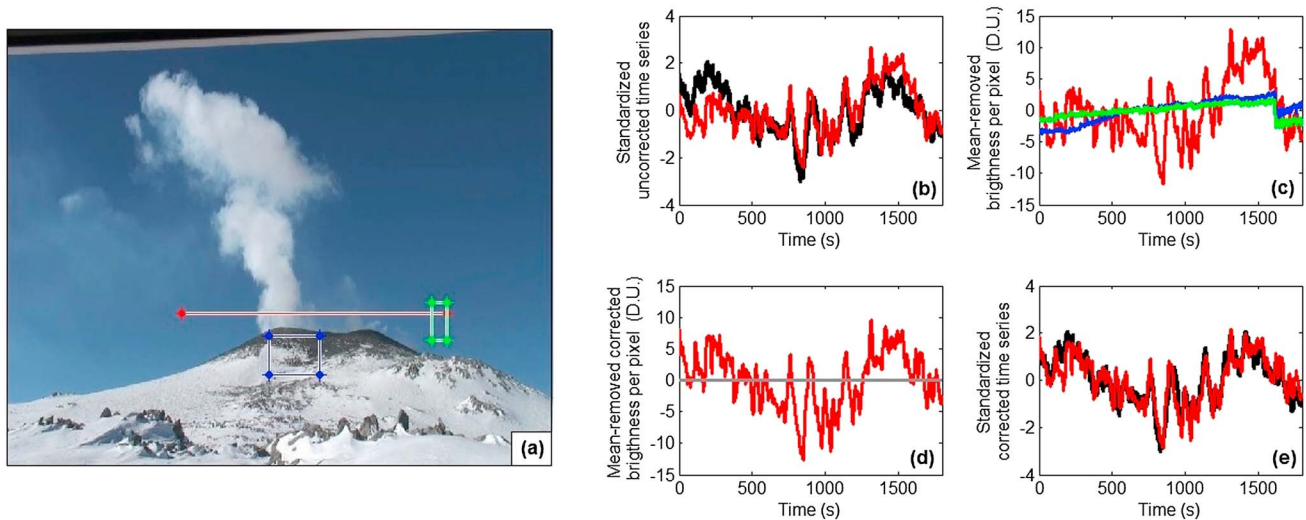 (a)
Standardized
uncorrected time series
4
2
0
-2
-4
0 500 1000 1500
Time (s)
(b)
Mean-removed
brigthness per pixel (D.U.)
15
10
5
0
-5
-10
-15
0 500 1000 1500
Time (s)
(c)
Mean-removed corrected
brigthness per pixel (D.U.)
15
10
5
0
-5
-10
-15
0 500 1000 1500
Time (s)
(d)
Standardized
corrected time series
4
2
0
-2
-4
0 500 1000 1500
Time (s)
(e)